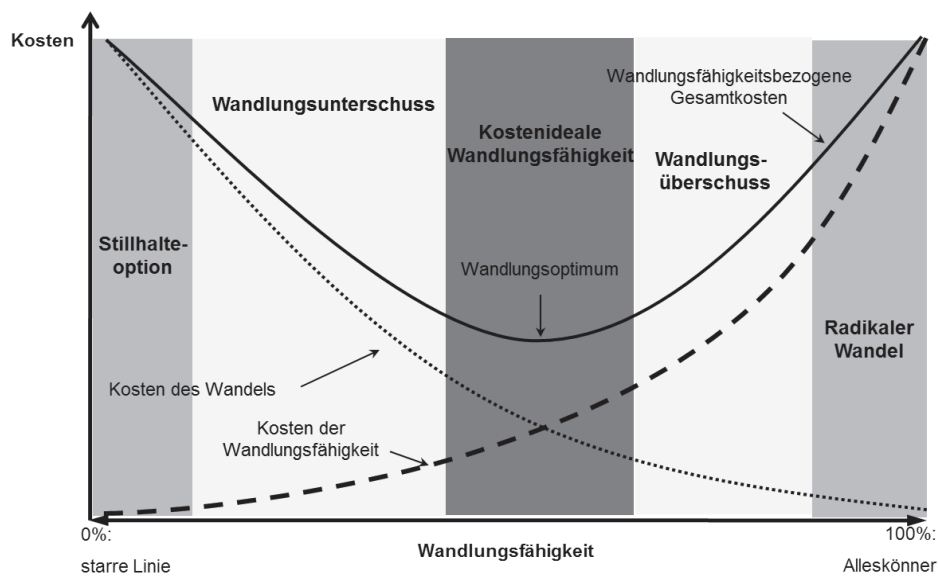 Kosten
Wandlungsunterschuss
Kostenideale
Wandlungsfähigkeit
Wandlungsfähigkeitsbezogene
Gesamtkosten
Wandlungs-
überschuss
Stillhalte-
option
Wandlungsoptimum
Radikaler
Wandel
Kosten des Wandels
Kosten der
Wandlungsfähigkeit
0%:
starre Linie
Wandlungsfähigkeit
100%:
Alleskönner